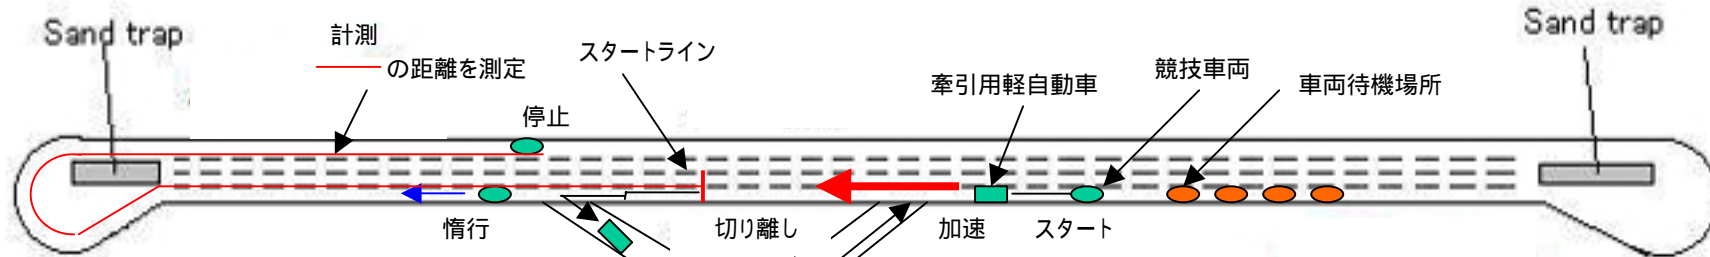 Sand trap
計測
の距離を測定
スタートライン
停止
牽引用軽自動車
競技車両
車両待機場所
Sand trap
惰行
切り離し
加速
スタート